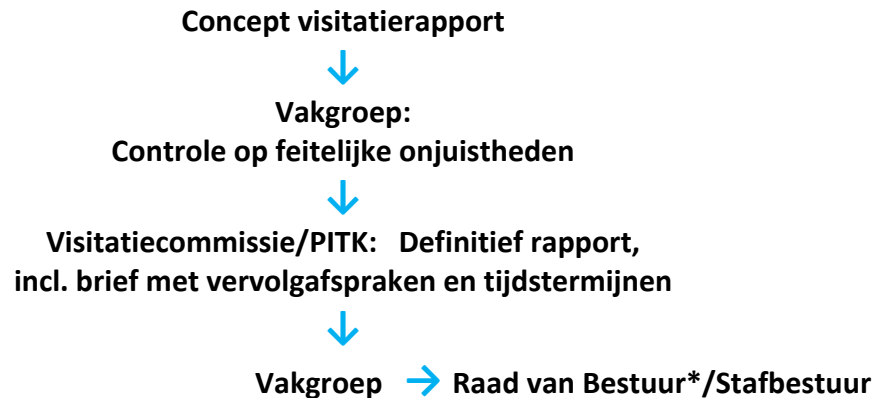 Concept visitatierapport
↓
Vakgroep:
Controle op feitelijke onjuistheden
↓
Visitatiecommissie/PITK: Definitief rapport,
incl. brief met vervolgafspraken en tijdstermijnen
↓
Vakgroep → Raad van Bestuur*/Stafbestuur